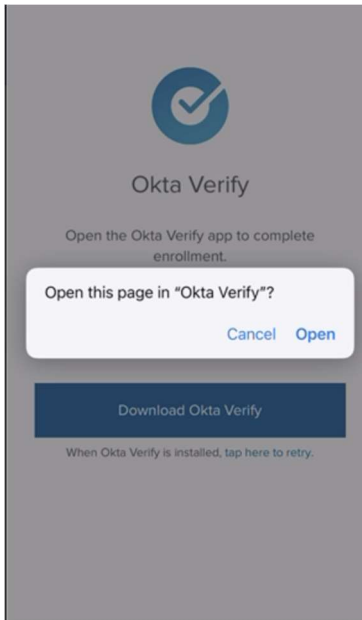 Okta Verify
Open the Okta Verify app to complete
enrollment.
Open this page in “Okta Verify”?
Cancel Open
Download Okta Verify
When Okta Verify is installed, tap here to retry.